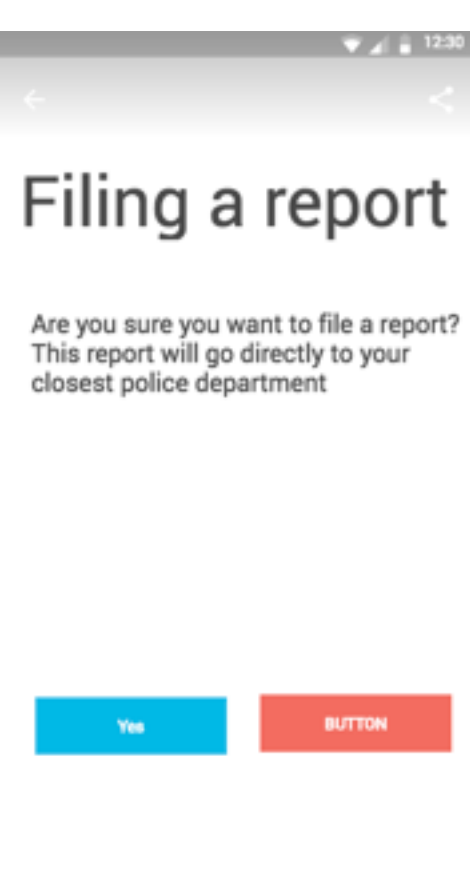 12:30
Filing a report
Are you sure you want to file a report?
This report will go directly to your
closest police department
Yes
BUTTON